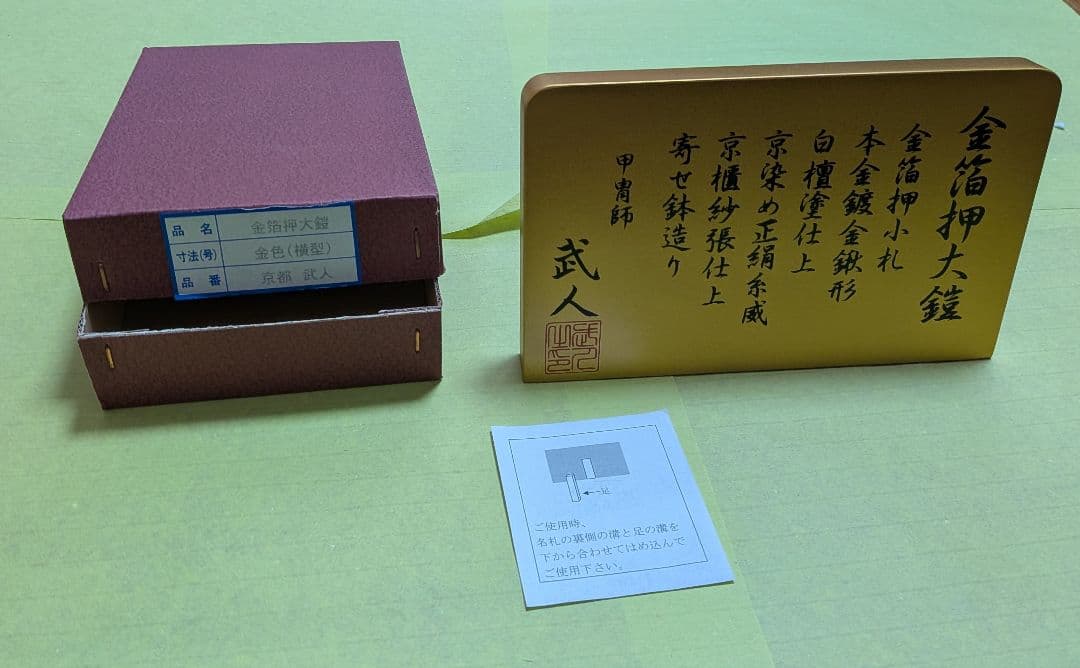 品 名 金箔押大鎧
寸法(号) 金色(横型)
品 番 京都 武人
金箔押大鎧
金箔押小札
本金鍍金鍬形
白檀塗仕上
京染め正絹糸威
京櫃紗張仕上
寄せ鉢造り
甲冑師
武人
←足
ご使用時、
名札の裏側の溝と足の溝を
下から合わせてはめ込んで
ご使用下さい。